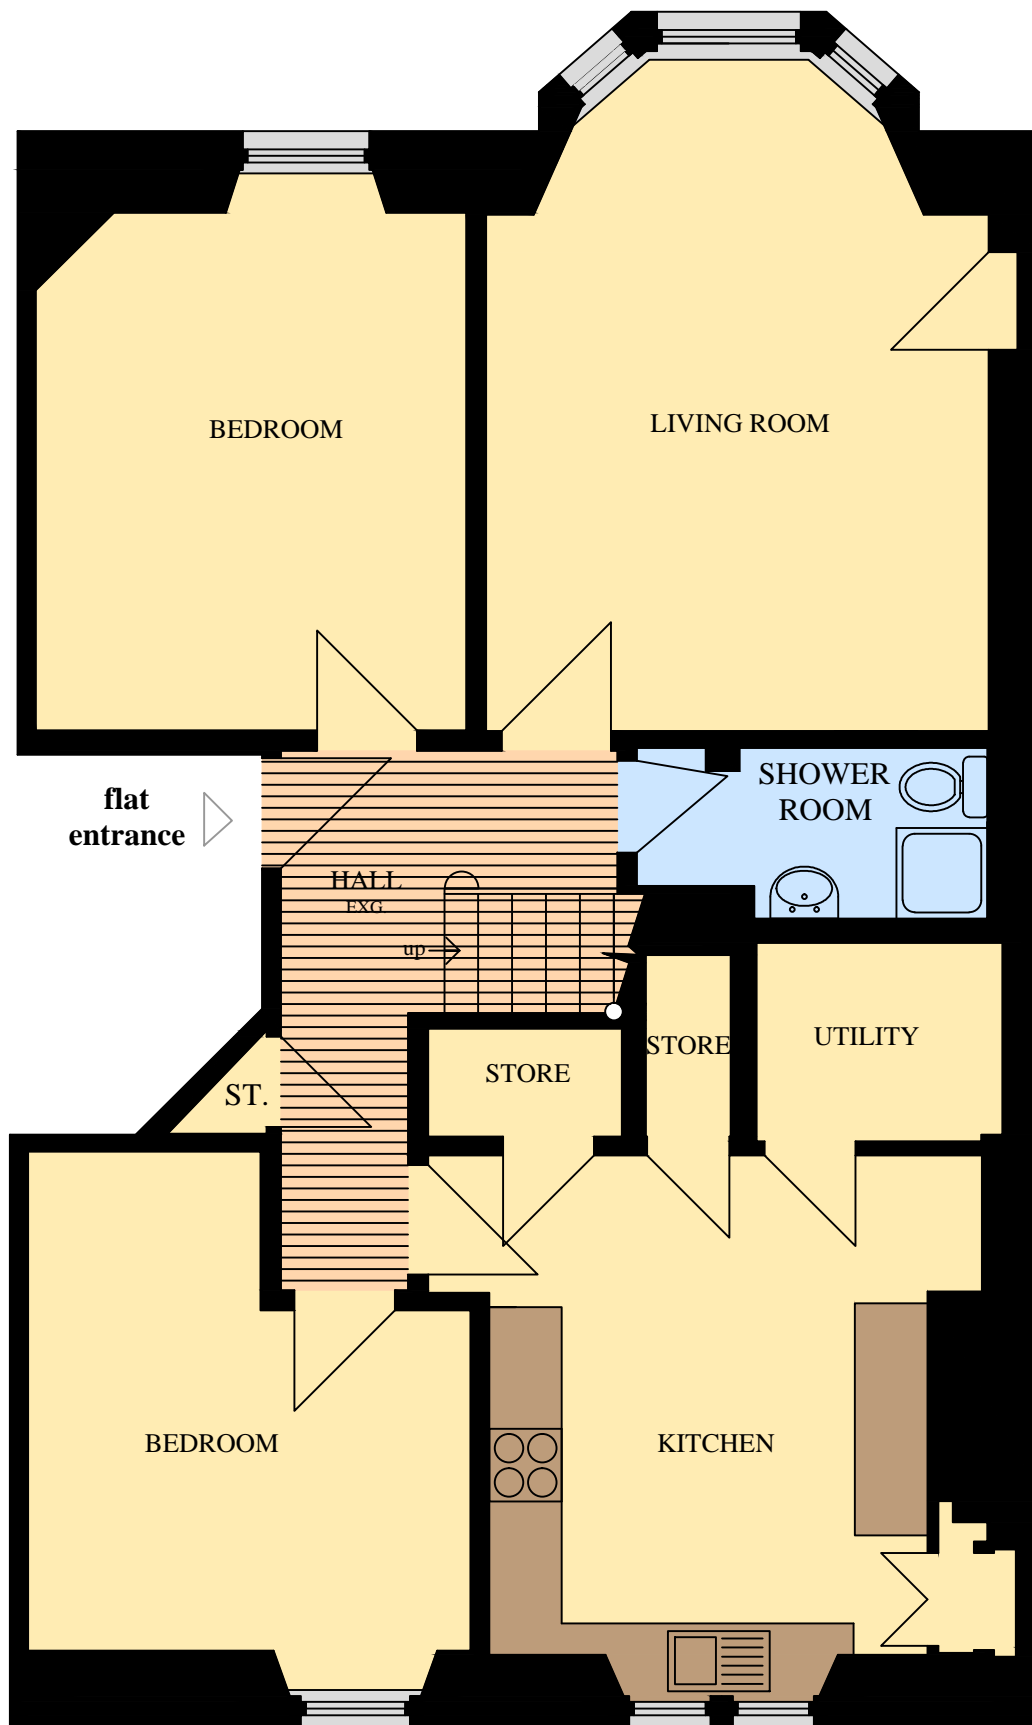 BEDROOM
LIVING ROOM
flat
entrance
SHOWER
ROOM
HALL
EXG.
up
STORE
STORE
UTILITY
ST.
BEDROOM
KITCHEN